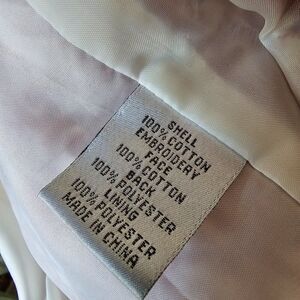 SHELL
100% COTTON
EMBROIDERY
FACE
100% COTTON
BACK
100% POLYESTER
LINING
100% POLYESTER
MADE IN CHINA